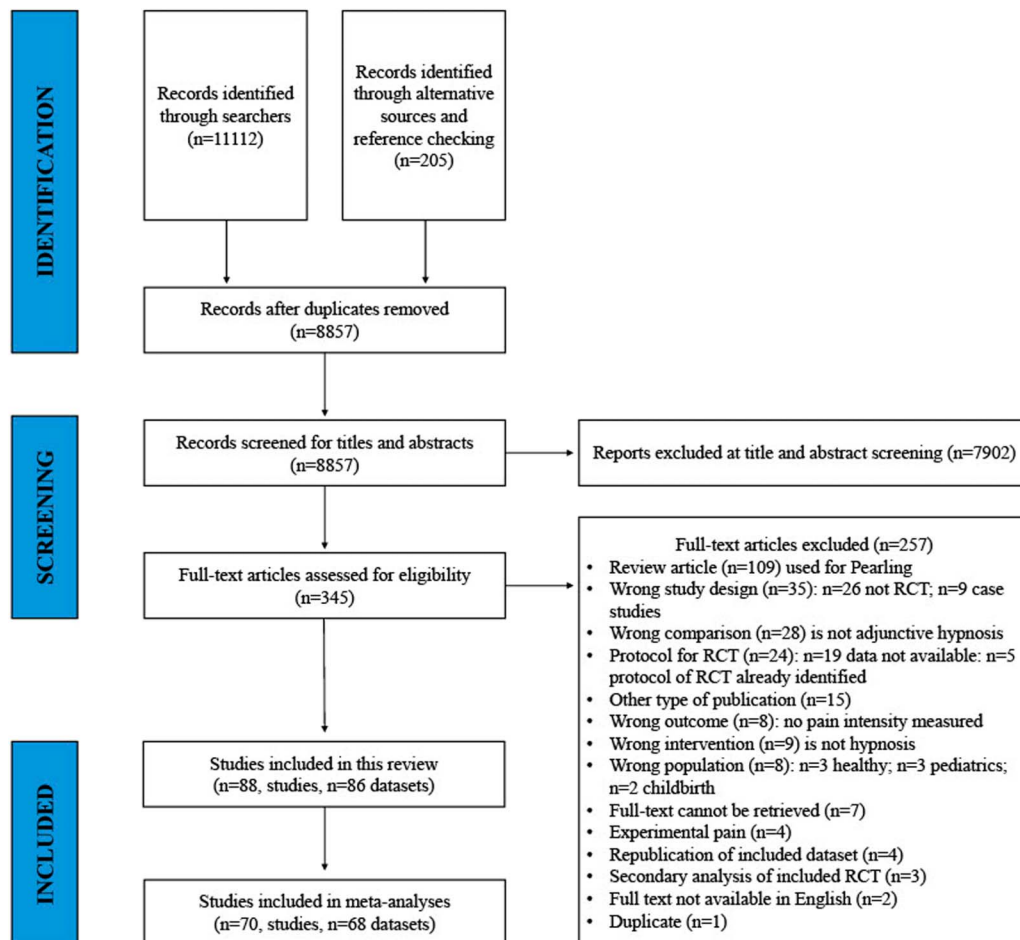 IDENTIFICATION
Records identified
through searchers
(n=11112)
Records identified
through alternative
sources and
reference checking
(n=205)
Records after duplicates removed
(n=8857)
SCREENING
Records screened for titles and abstracts
(n=8857)
Reports excluded at title and abstract screening (n=7902)
Full-text articles assessed for eligibility
(n=345)
Full-text articles excluded (n=257)
• Review article (n=109) used for Pearling
• Wrong study design (n=35): n=26 not RCT; n=9 case
studies
• Wrong comparison (n=28) is not adjunctive hypnosis
• Protocol for RCT (n=24): n=19 data not available: n=5
protocol of RCT already identified
• Other type of publication (n=15)
• Wrong outcome (n=8): no pain intensity measured
• Wrong intervention (n=9) is not hypnosis
• Wrong population (n=8): n=3 healthy; n=3 pediatrics;
n=2 childbirth
• Full-text cannot be retrieved (n=7)
• Experimental pain (n=4)
• Republication of included dataset (n=4)
• Secondary analysis of included RCT (n=3)
• Full text not available in English (n=2)
• Duplicate (n=1)
INCLUDED
Studies included in this review
(n=88, studies, n=86 datasets)
Studies included in meta-analyses
(n=70, studies, n=68 datasets)